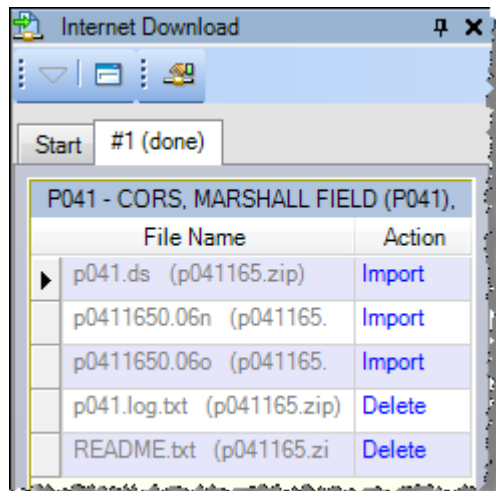 Internet Download
Start #1 (done)
P041 - CORS, MARSHALL FIELD (P041),
File Name Action
p041.ds (p041165.zip) Import
p0411650.06n (p041165. Import
p0411650.06o (p041165. Import
p041.log.txt (p041165.zip) Delete
README.txt (p041165.zi Delete